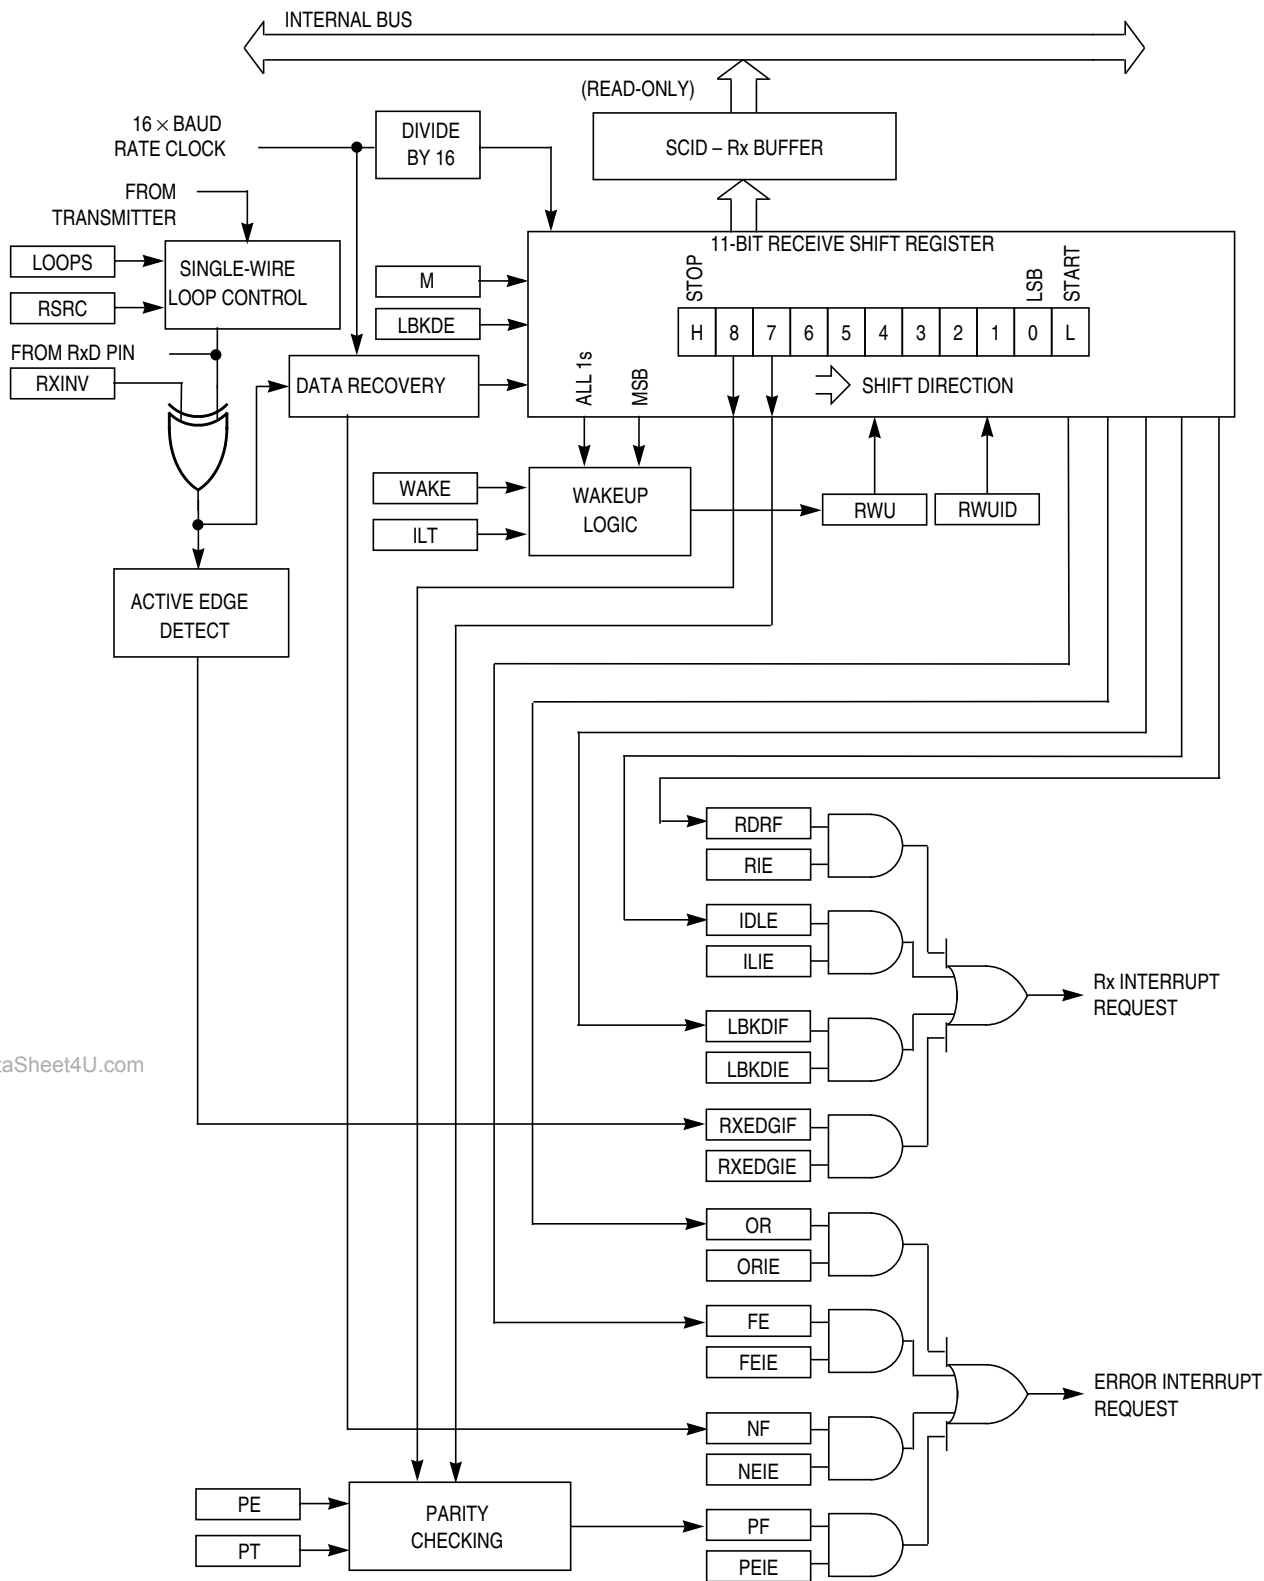 INTERNAL BUS
(READ-ONLY)
16 × BAUD
RATE CLOCK
DIVIDE
BY 16
SCID – Rx BUFFER
FROM
TRANSMITTER
11-BIT RECEIVE SHIFT REGISTER
LOOPS
RSRC
SINGLE-WIRE
LOOP CONTROL
M
LBKDE
STOP
LSB
START
H 8 7 6 5 4 3 2 1 0 L
FROM RxD PIN
RXINV
DATA RECOVERY
ALL 1s
MSB
SHIFT DIRECTION
WAKE
ILT
WAKEUP
LOGIC
RWU
RWUID
ACTIVE EDGE
DETECT
RDRF
RIE
IDLE
ILIE
Rx INTERRUPT
REQUEST
LBKDIF
LBKDIE
taSheet4U.com
RXEDGIF
RXEDGIE
OR
ORIE
FE
FEIE
ERROR INTERRUPT
REQUEST
NF
NEIE
PE
PT
PARITY
CHECKING
PF
PEIE